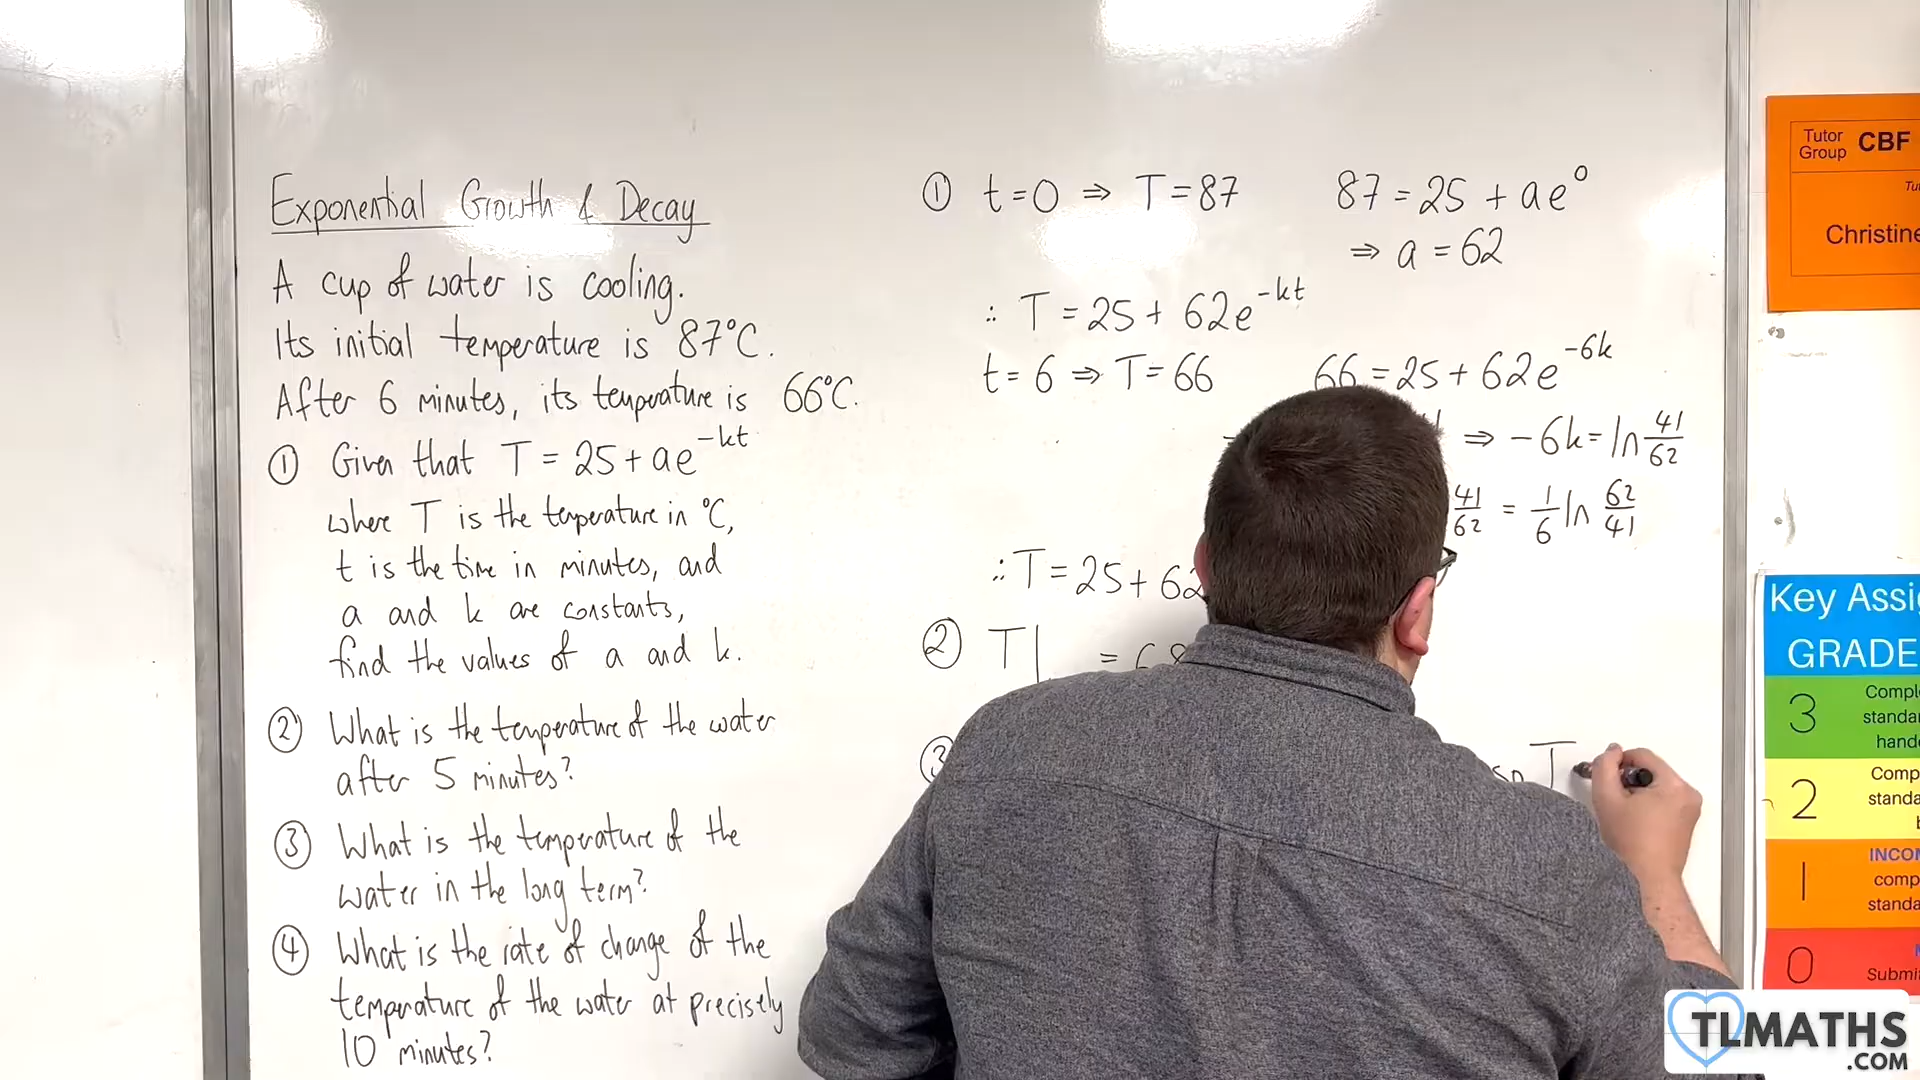 Exponential Growth & Decay
A cup of water is cooling.
Its initial temperature is 87°C.
After 6 minutes, its temperature is 66°C.
① Given that T = 25 + ae^{-kt}
where T is the temperature in °C,
t is the time in minutes, and
a and k are constants,
find the values of a and k.
② What is the temperature of the water
after 5 minutes?
③ What is the temperature of the
water in the long term?
④ What is the rate of change of the
temperature of the water at precisely
10 minutes?
① t = 0 ⇒ T = 87 87 = 25 + ae^0
⇒ a = 62
∴ T = 25 + 62e^{-kt}
t = 6 ⇒ T = 66 66 = 25 + 62e^{-6k}
⇒ -6k = ln 41/62
41/62 = 1/6 ln 62/41
∴ T = 25 + 62
② T| = 68
③ so T
Tutor
Group CBF
Christine
Key Assi
GRADE
3 Compl
standa
hand
2 Comp
standa
1 INCO
comp
standa
0
Submi
TLMATHS
.COM